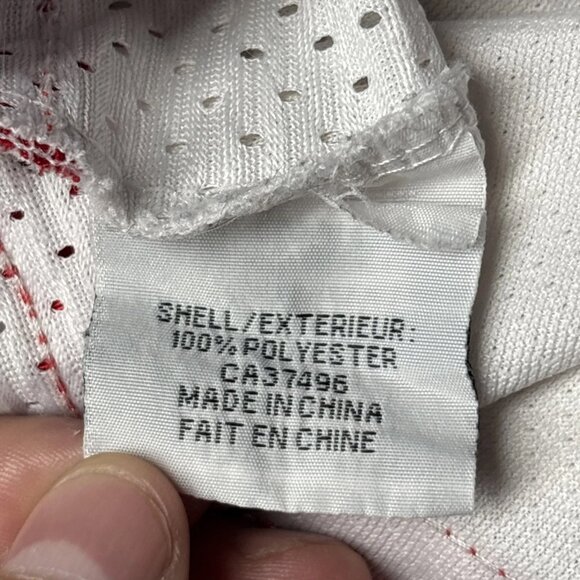 SHELL/EXTERIEUR:
100% POLYESTER
CA37496
MADE IN CHINA
FAIT EN CHINE